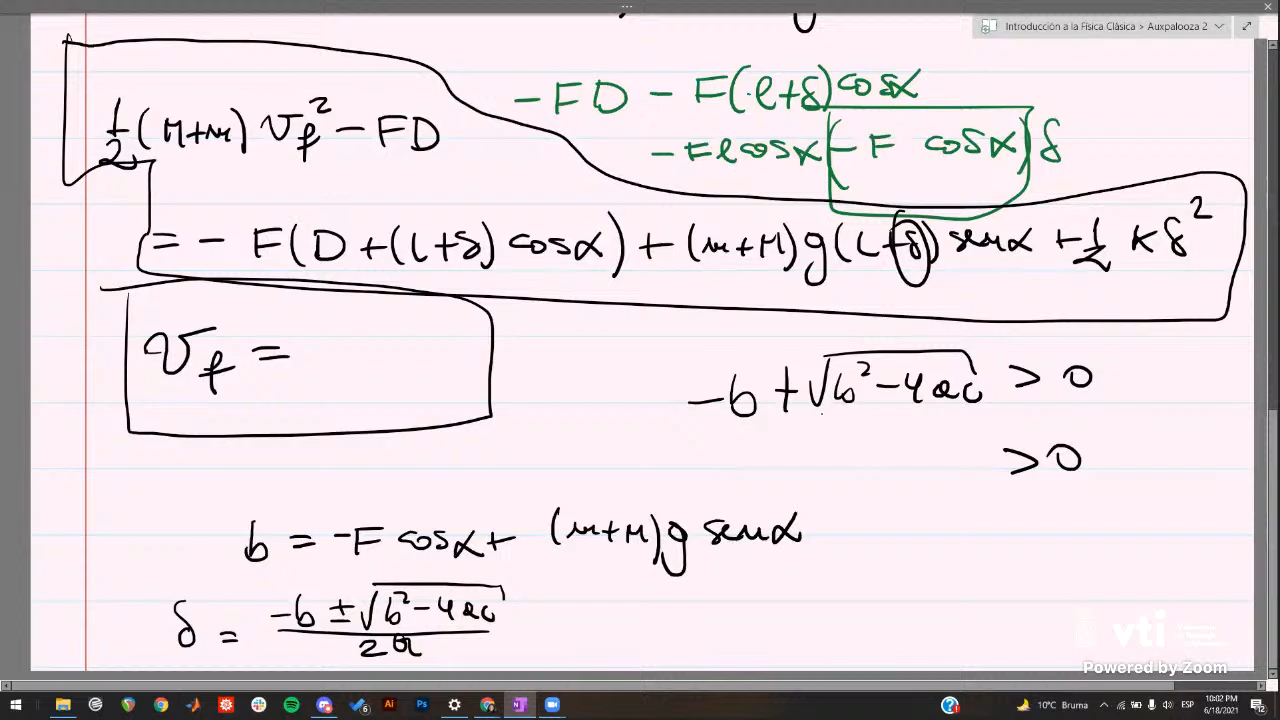 Introducción a la Física Clásica > Auxpalooza 2
-FD - F(l+δ)cosα
½(M+m) v_f² - FD
-Flcosα(-F cosα)δ
= - F(D+(l+δ) cosα) + (m+M)g(l+δ) senα + ½ kδ²
v_f =
-b + √b²-4ac > 0
> 0
b = -F cosα + (m+M)g senα
δ = -b ± √b²-4ac / 2a
vti
Powered by Zoom
10°C Bruma
ESP
10:02 PM
6/18/2021